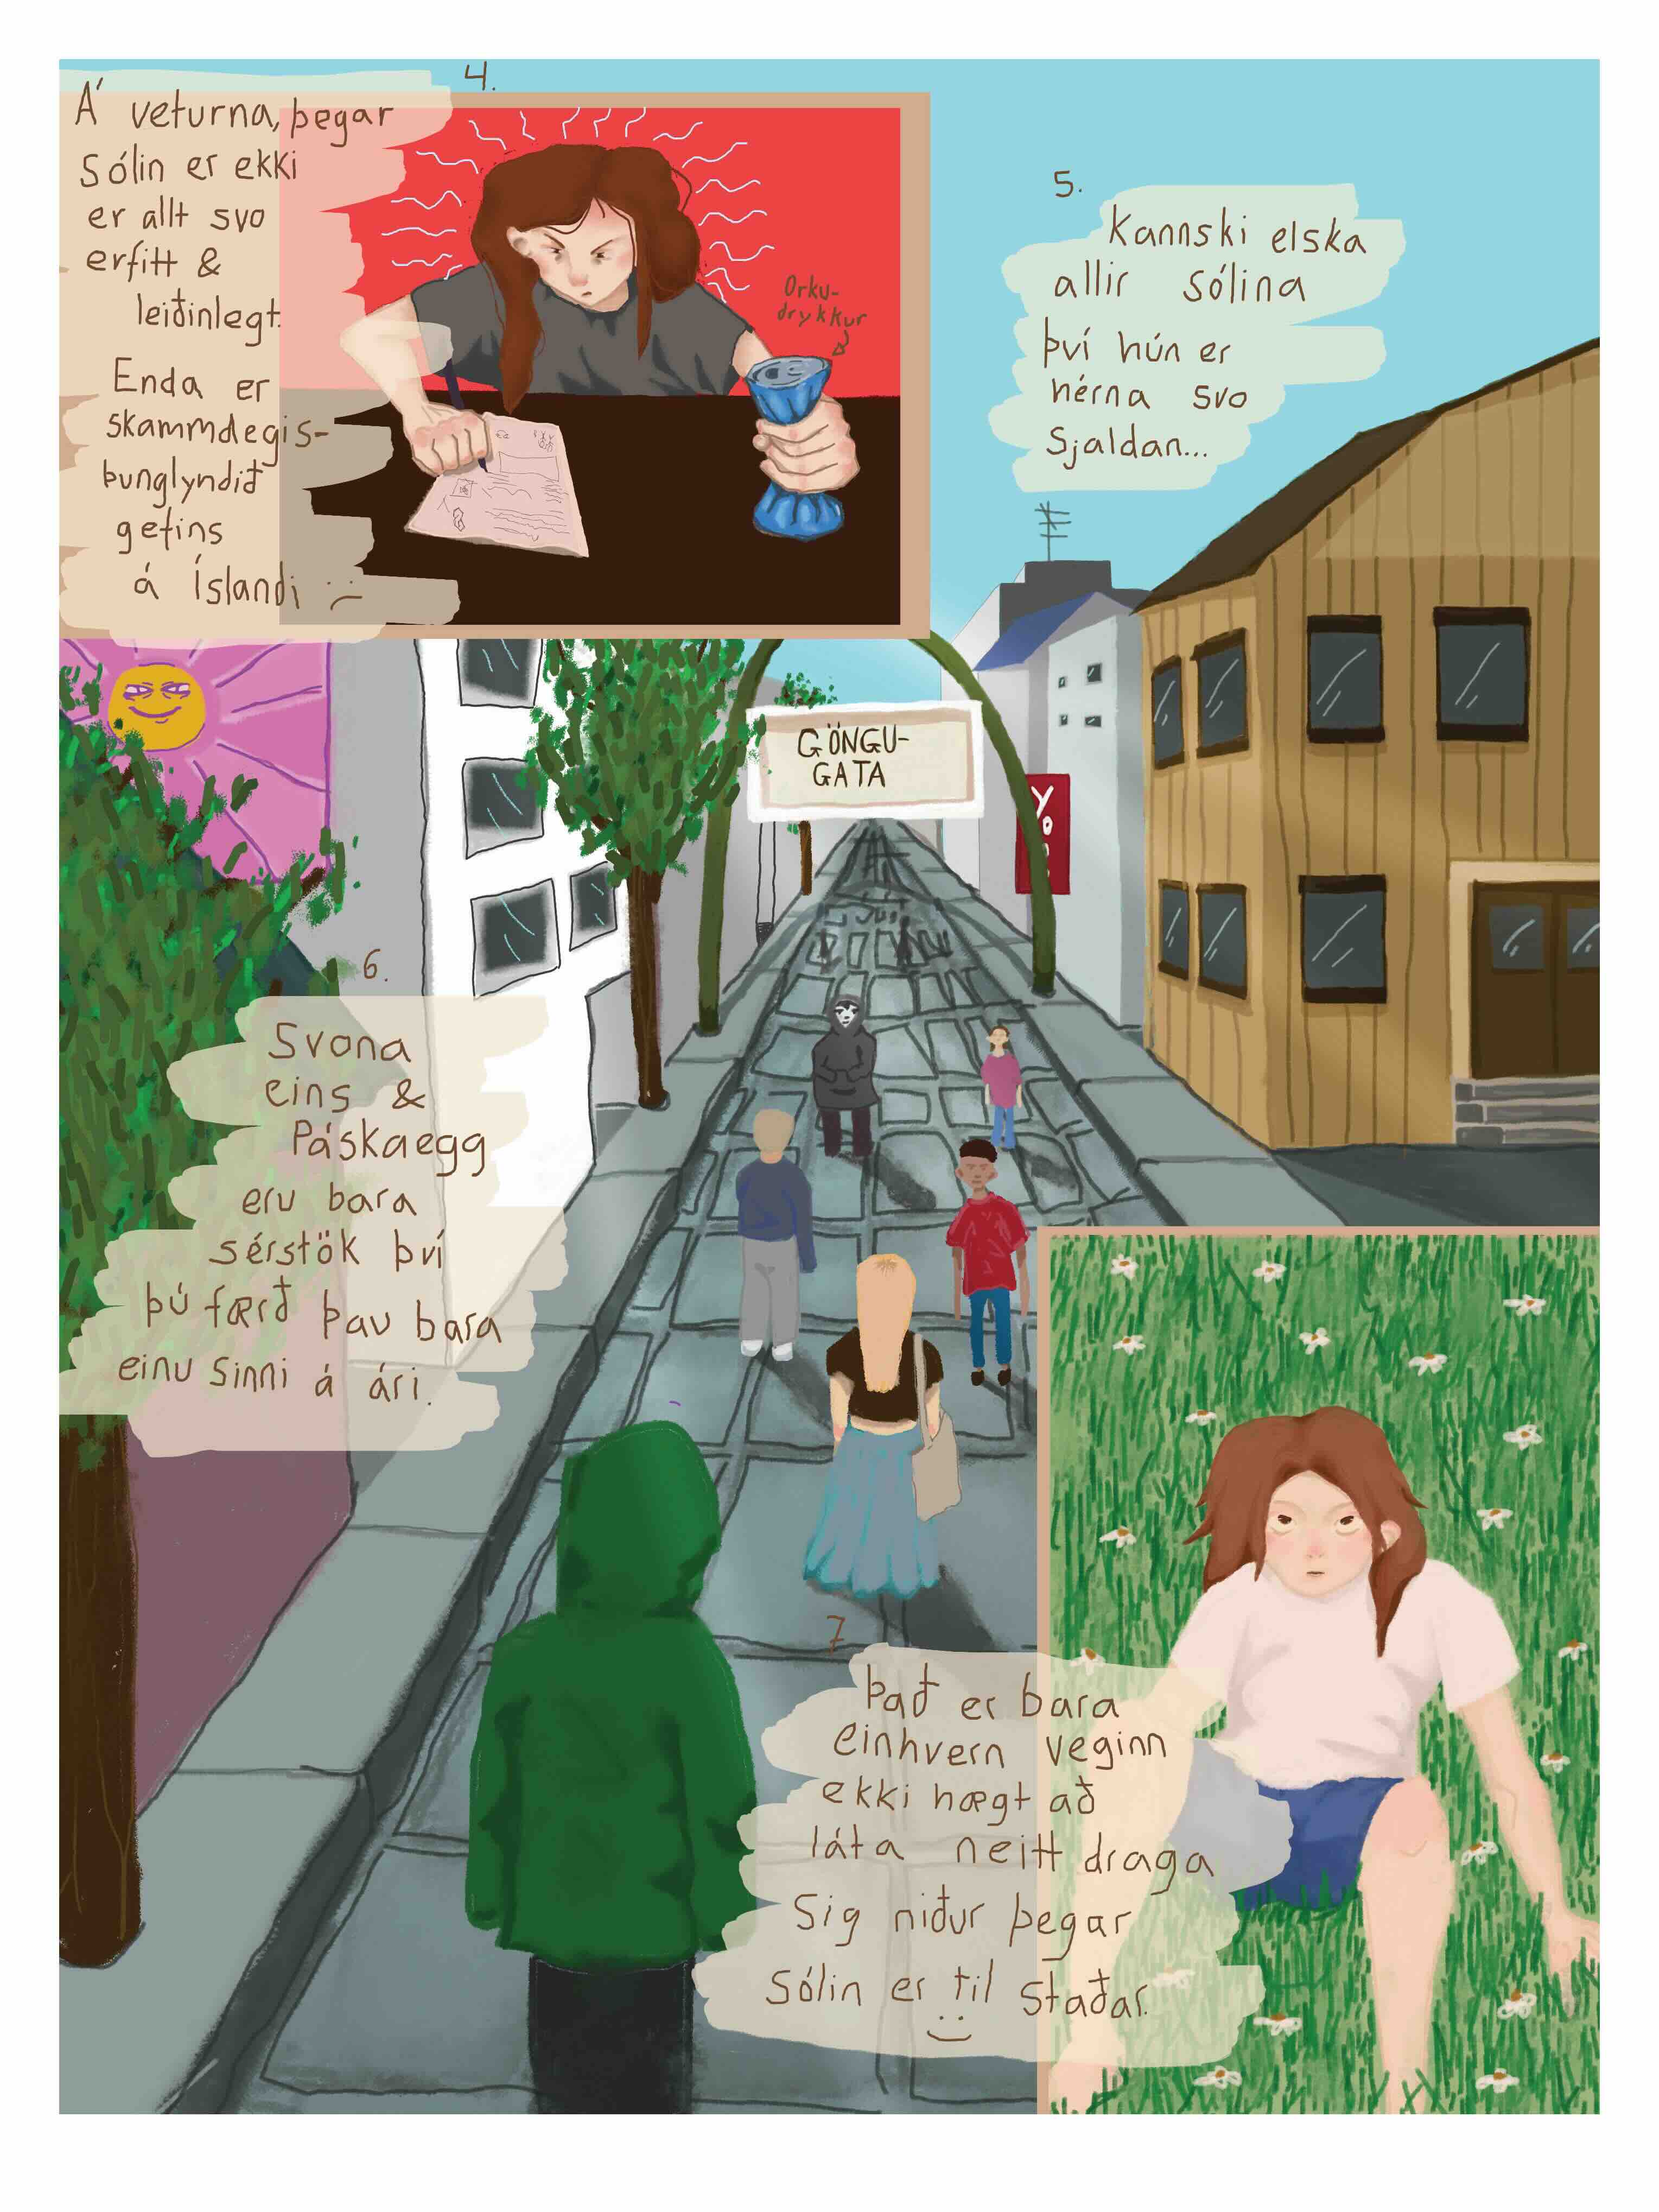 4.
Á veturna, þegar
Sólin er ekki
er allt svo
erfitt &
leiðinlegt.
Enda er
skammdegis-
þunglyndið
gefins
á Íslandi :(
Orku-
drykkur
5.
Kannski elska
allir Sólina
því hún er
hérna svo
Sjaldan...
GÖNGU-
GATA
6.
Svona
eins &
Páskaegg
eru bara
sérstök því
þú færð þau bara
einu sinni á ári.
7
Það er bara
einhvern veginn
ekki hægt að
láta neitt draga
Sig niður þegar
Sólin er til staðar.
:)